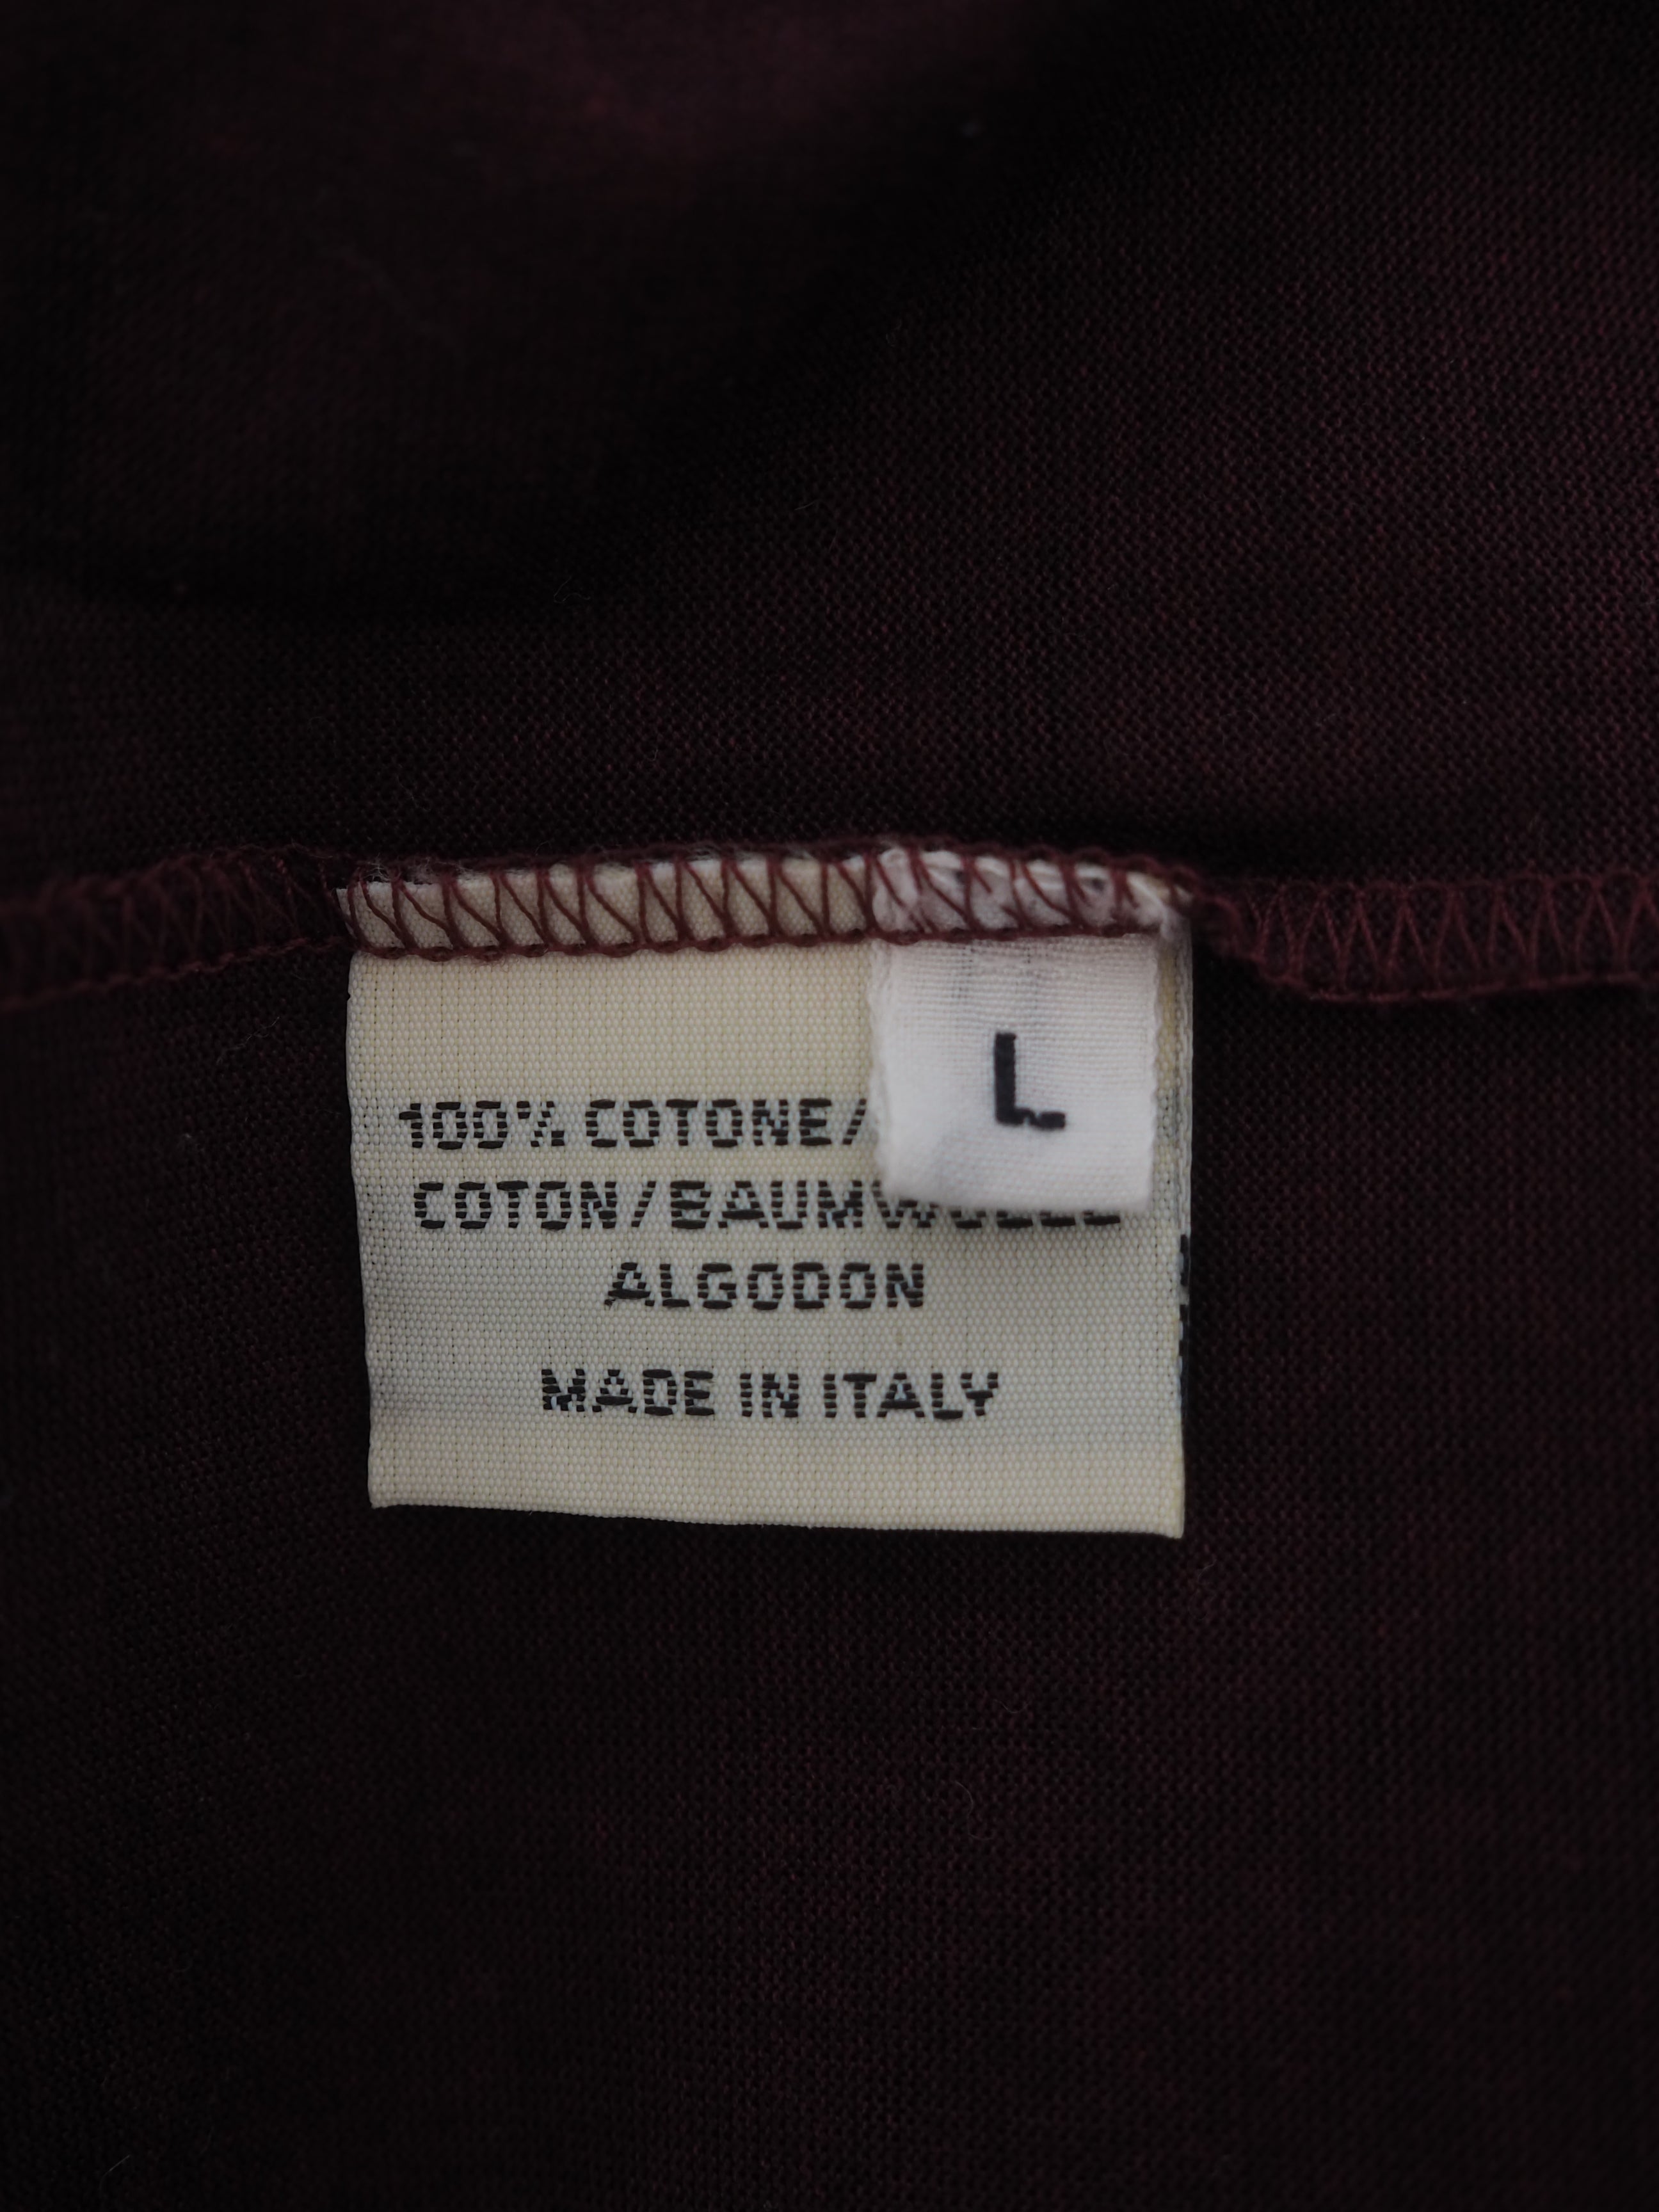 L
100% COTONE/
COTON/BAUMWOLLE
ALGODON
MADE IN ITALY